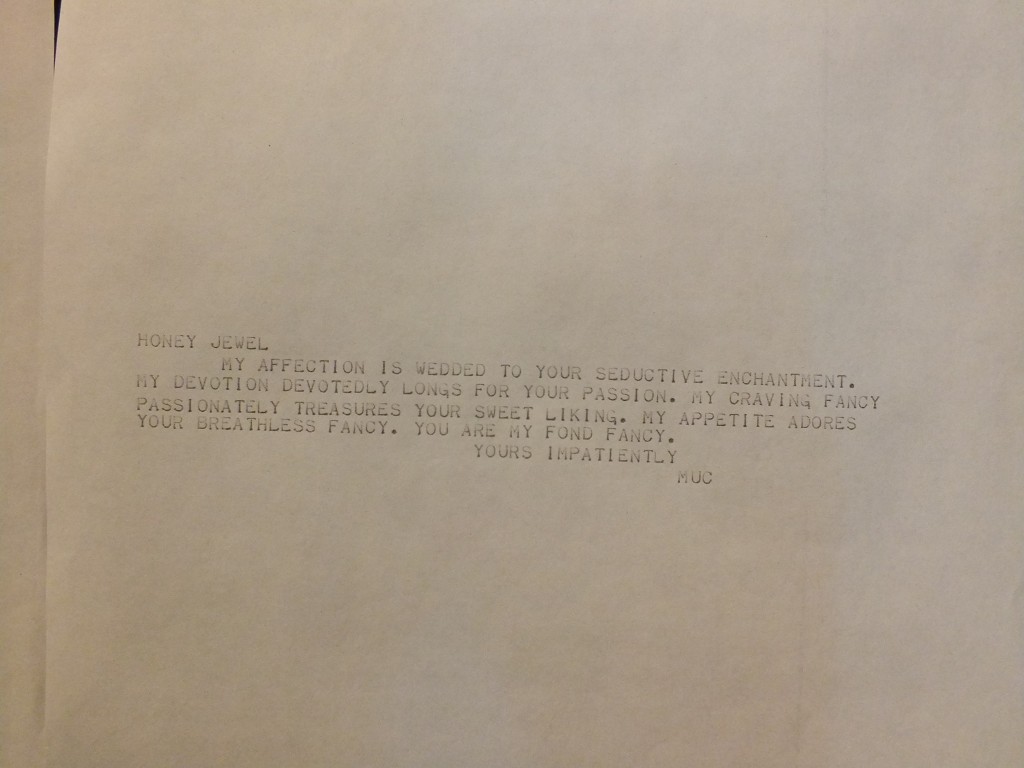 HONEY JEWEL
MY AFFECTION IS WEDDED TO YOUR SEDUCTIVE ENCHANTMENT.
MY DEVOTION DEVOTEDLY LONGS FOR YOUR PASSION. MY CRAVING FANCY
PASSIONATELY TREASURES YOUR SWEET LIKING. MY APPETITE ADORES
YOUR BREATHLESS FANCY. YOU ARE MY FOND FANCY.
YOURS IMPATIENTLY
MUC